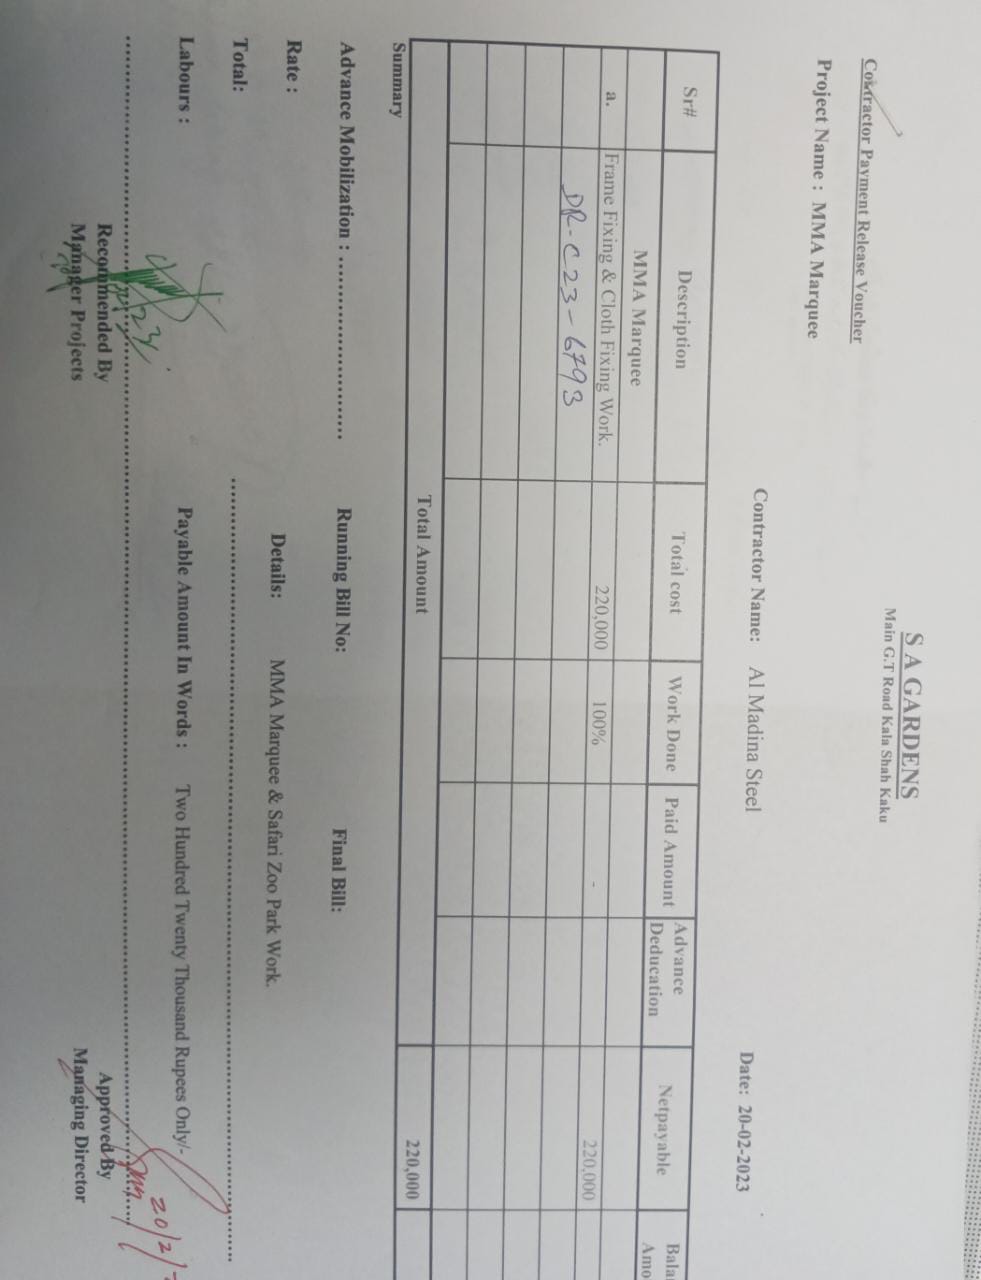 S A GARDENS
Main G.T Road Kala Shah Kaku
Contractor Payment Release Voucher
Project Name : MMA Marquee
Contractor Name: Al Madina Steel
Date: 20-02-2023
Sr# Description Total cost Work Done Paid Amount Advance Deducation Netpayable
MMA Marquee
a. Frame Fixing & Cloth Fixing Work. 220,000 100% - 220,000
DR-C23-6793
Total Amount 220,000
Summary
Advance Mobilization : .................... Running Bill No: Final Bill:
Rate : Details: MMA Marquee & Safari Zoo Park Work.
Total:
Labours : Payable Amount In Words : Two Hundred Twenty Thousand Rupees Only/-
20/2/
Recommended By Approved By
Manager Projects Managing Director